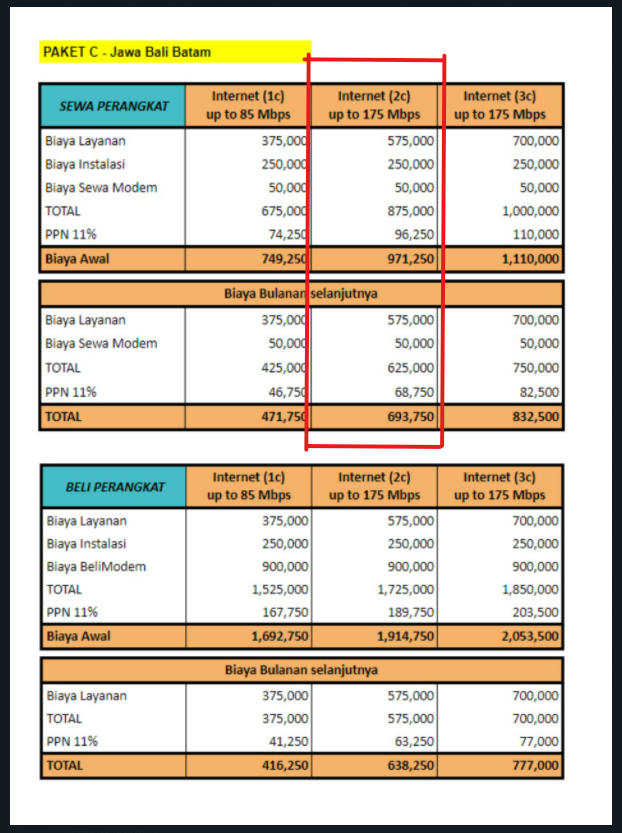 PAKET C - Jawa Bali Batam
SEWA PERANGKAT Internet (1c) up to 85 Mbps Internet (2c) up to 175 Mbps Internet (3c) up to 175 Mbps
Biaya Layanan 375,000 575,000 700,000
Biaya Instalasi 250,000 250,000 250,000
Biaya Sewa Modem 50,000 50,000 50,000
TOTAL 675,000 875,000 1,000,000
PPN 11% 74,250 96,250 110,000
Biaya Awal 749,250 971,250 1,110,000
Biaya Bulanan selanjutnya
Biaya Layanan 375,000 575,000 700,000
Biaya Sewa Modem 50,000 50,000 50,000
TOTAL 425,000 625,000 750,000
PPN 11% 46,750 68,750 82,500
TOTAL 471,750 693,750 832,500
BELI PERANGKAT Internet (1c) up to 85 Mbps Internet (2c) up to 175 Mbps Internet (3c) up to 175 Mbps
Biaya Layanan 375,000 575,000 700,000
Biaya Instalasi 250,000 250,000 250,000
Biaya BeliModem 900,000 900,000 900,000
TOTAL 1,525,000 1,725,000 1,850,000
PPN 11% 167,750 189,750 203,500
Biaya Awal 1,692,750 1,914,750 2,053,500
Biaya Bulanan selanjutnya
Biaya Layanan 375,000 575,000 700,000
TOTAL 375,000 575,000 700,000
PPN 11% 41,250 63,250 77,000
TOTAL 416,250 638,250 777,000